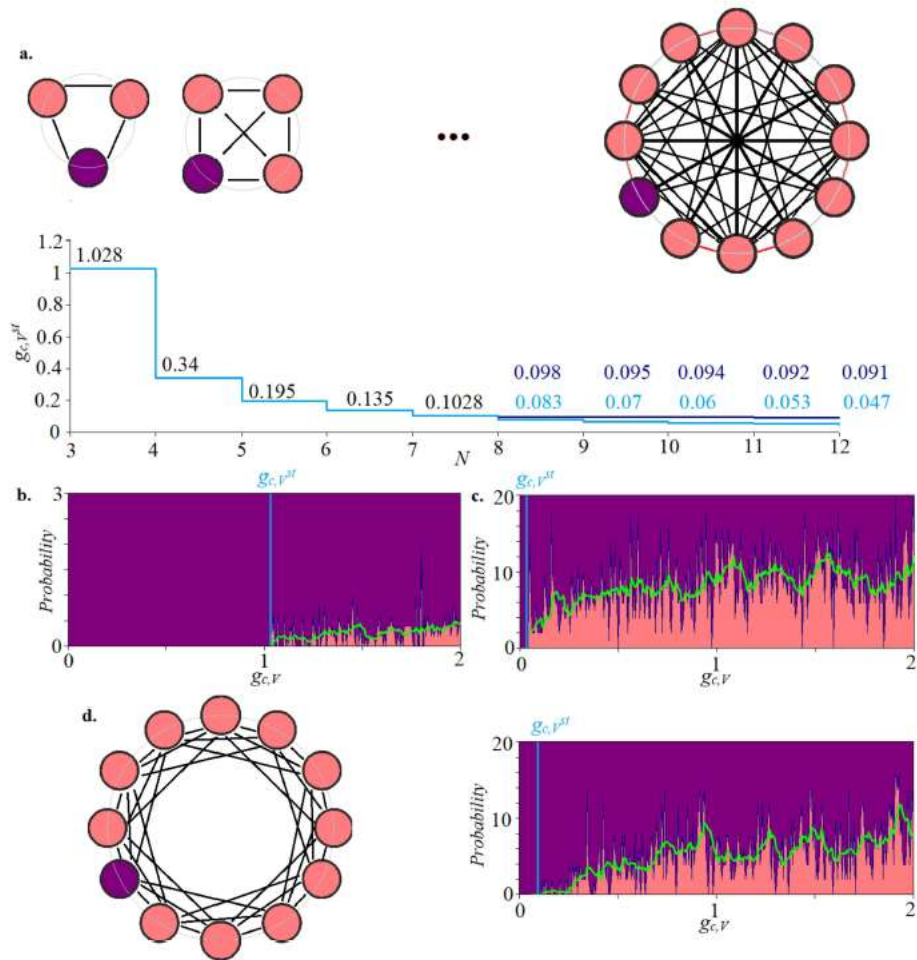 a.
•••
1.2
1
0.8
0.6
0.4
0.2
0
g_{c,V^{st}}
1.028
0.34
0.195
0.135
0.1028
0.098 0.095 0.094 0.092 0.091
0.083 0.07 0.06 0.053 0.047
3 4 5 6 7 8 9 10 11 12
N
b.
g_{c,V^{st}}
3
0
Probability
0 1 2
g_{c,V}
c.
g_{c,V^{st}}
20
10
0
Probability
0 1 2
g_{c,V}
d.
g_{c,V^{st}}
20
10
0
Probability
0 1 2
g_{c,V}